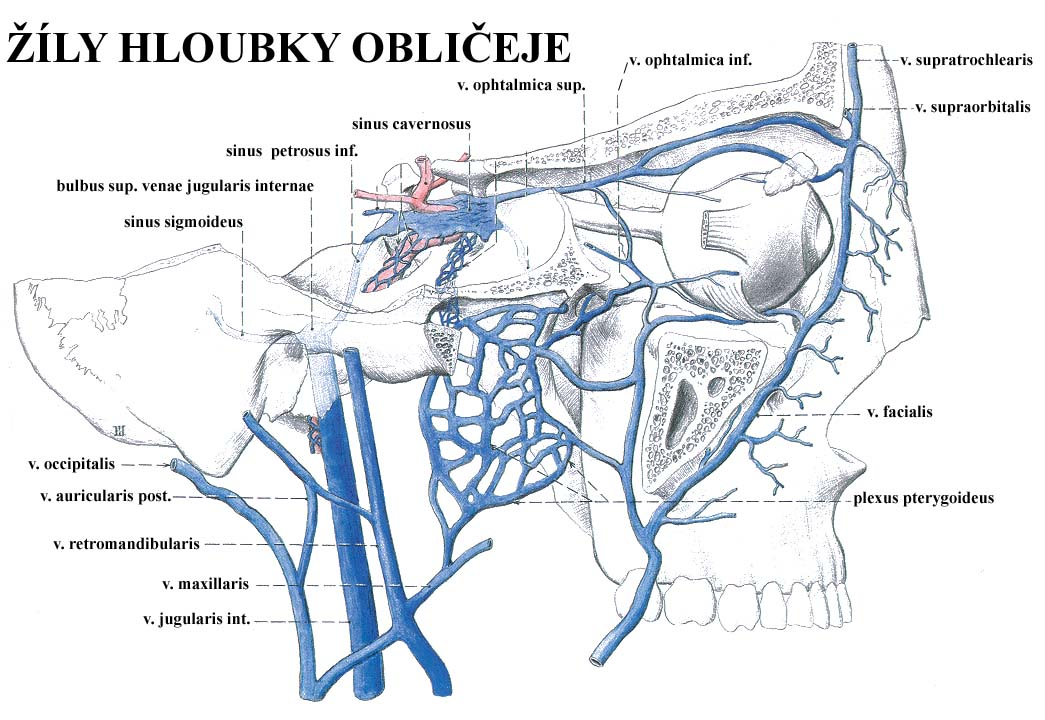 ŽÍLY HLOUBKY OBLIČEJE
v. ophtalmica inf.
v. supratrochlearis
v. ophtalmica sup.
v. supraorbitalis
sinus cavernosus
sinus petrosus inf.
bulbus sup. venae jugularis internae
sinus sigmoideus
v. facialis
v. occipitalis
v. auricularis post.
plexus pterygoideus
v. retromandibularis
v. maxillaris
v. jugularis int.